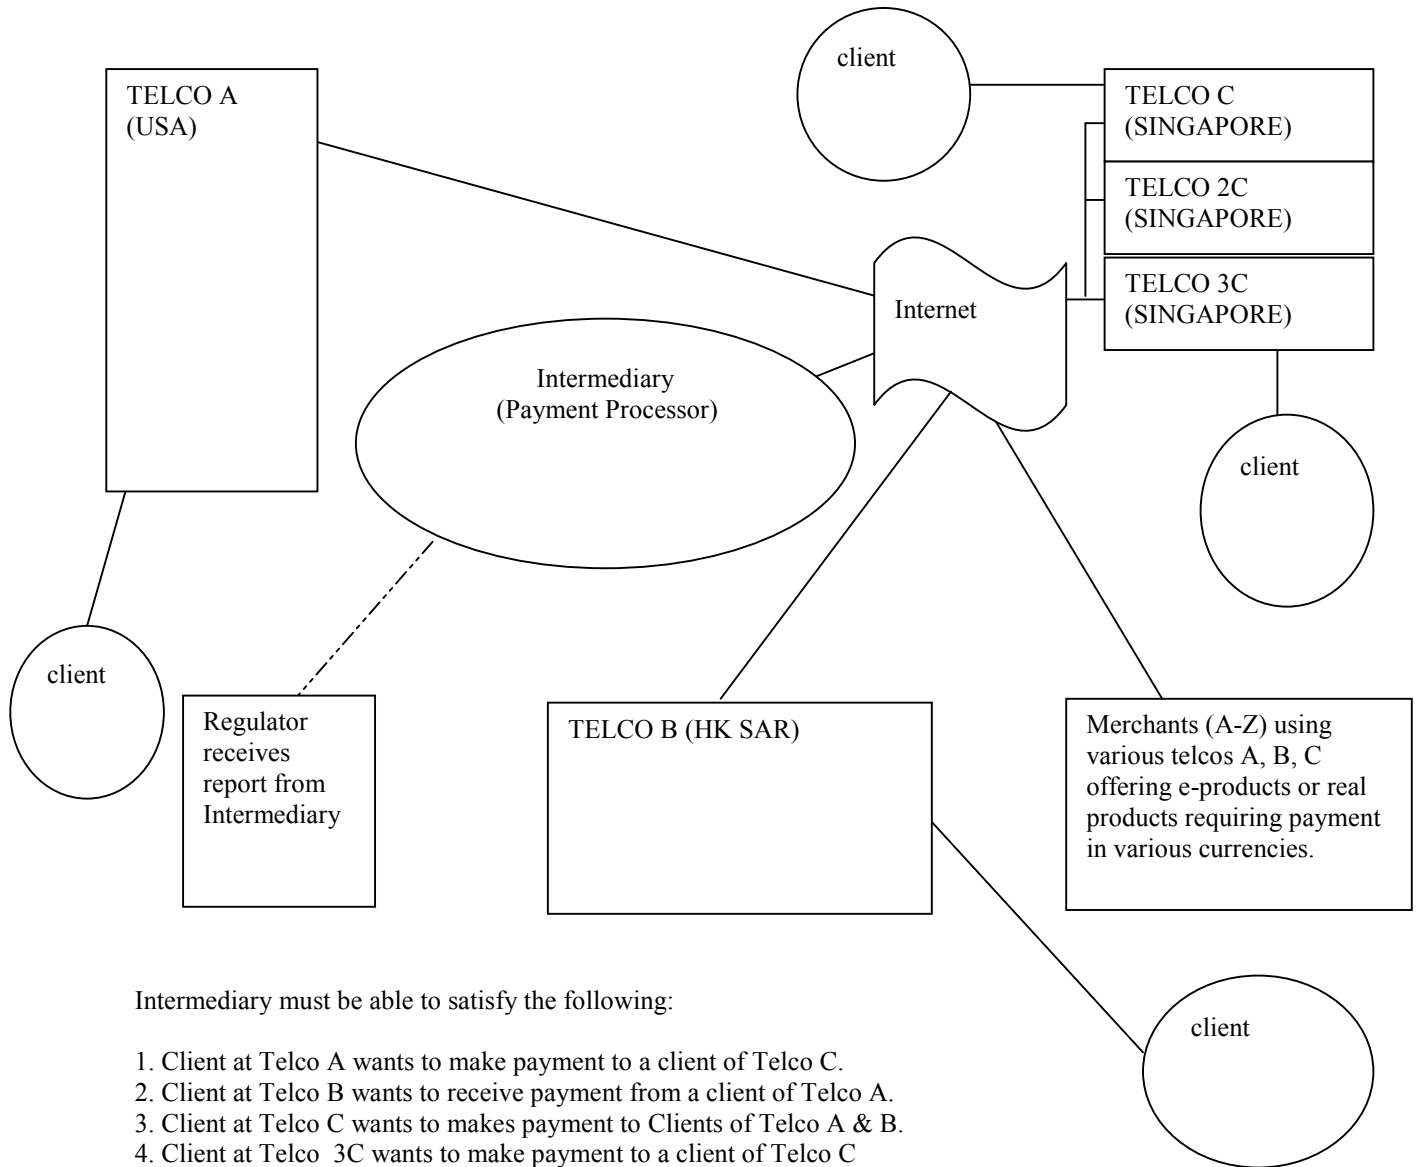 client
TELCO A
(USA)
TELCO C
(SINGAPORE)
TELCO 2C
(SINGAPORE)
TELCO 3C
(SINGAPORE)
Internet
Intermediary
(Payment Processor)
client
client
Regulator
receives
report from
Intermediary
TELCO B (HK SAR)
Merchants (A-Z) using
various telcos A, B, C
offering e-products or real
products requiring payment
in various currencies.
client
Intermediary must be able to satisfy the following:
1. Client at Telco A wants to make payment to a client of Telco C.
2. Client at Telco B wants to receive payment from a client of Telco A.
3. Client at Telco C wants to makes payment to Clients of Telco A & B.
4. Client at Telco  3C wants to make payment to a client of Telco C